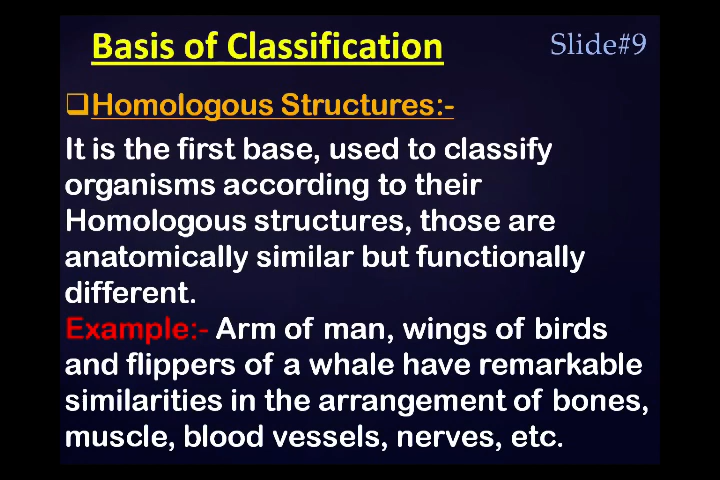 Basis of Classification
Slide#9
❑Homologous Structures:-
It is the first base, used to classify
organisms according to their
Homologous structures, those are
anatomically similar but functionally
different.
Example:- Arm of man, wings of birds
and flippers of a whale have remarkable
similarities in the arrangement of bones,
muscle, blood vessels, nerves, etc.